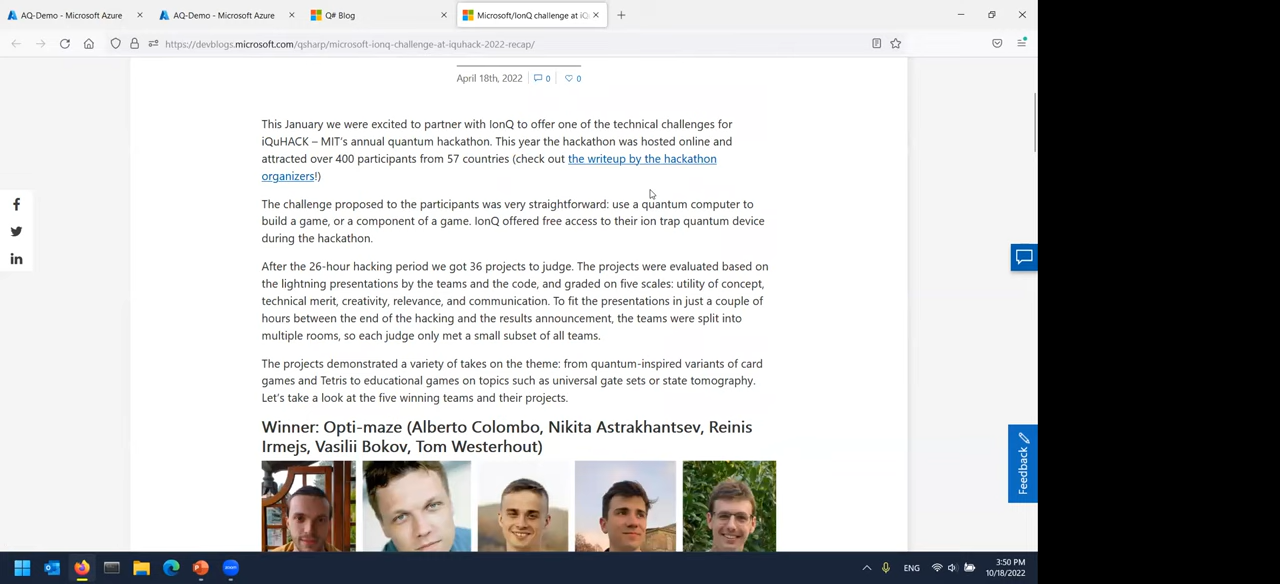 AQ-Demo - Microsoft Azure
AQ-Demo - Microsoft Azure
Q# Blog
Microsoft/IonQ challenge at iQ
https://devblogs.microsoft.com/qsharp/microsoft-ionq-challenge-at-iquhack-2022-recap/
April 18th, 2022
0
0
This January we were excited to partner with IonQ to offer one of the technical challenges for
iQuHACK – MIT's annual quantum hackathon. This year the hackathon was hosted online and
attracted over 400 participants from 57 countries (check out the writeup by the hackathon
organizers!)
The challenge proposed to the participants was very straightforward: use a quantum computer to
build a game, or a component of a game. IonQ offered free access to their ion trap quantum device
during the hackathon.
After the 26-hour hacking period we got 36 projects to judge. The projects were evaluated based on
the lightning presentations by the teams and the code, and graded on five scales: utility of concept,
technical merit, creativity, relevance, and communication. To fit the presentations in just a couple of
hours between the end of the hacking and the results announcement, the teams were split into
multiple rooms, so each judge only met a small subset of all teams.
The projects demonstrated a variety of takes on the theme: from quantum-inspired variants of card
games and Tetris to educational games on topics such as universal gate sets or state tomography.
Let's take a look at the five winning teams and their projects.
Winner: Opti-maze (Alberto Colombo, Nikita Astrakhantsev, Reinis
Irmejs, Vasilii Bokov, Tom Westerhout)
Feedback
ENG
3:50 PM
10/18/2022